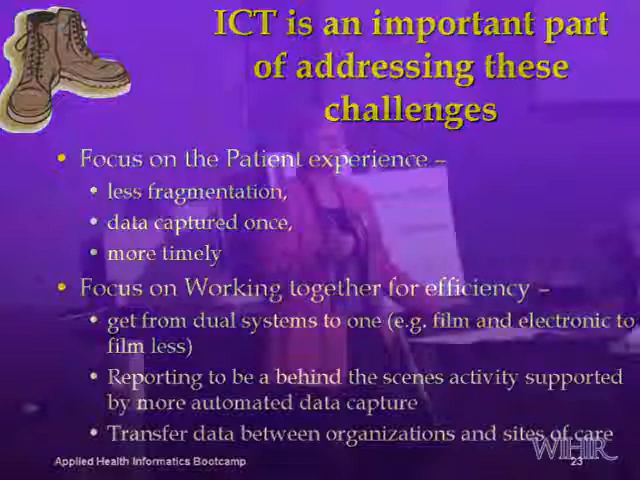 ICT is an important part
of addressing these
challenges
• Focus on the Patient experience –
• less fragmentation,
• data captured once,
• more timely
• Focus on Working together for efficiency –
• get from dual systems to one (e.g. film and electronic to
film less)
• Reporting to be a behind the scenes activity supported
by more automated data capture
• Transfer data between organizations and sites of care
WIHIR
Applied Health Informatics Bootcamp
23